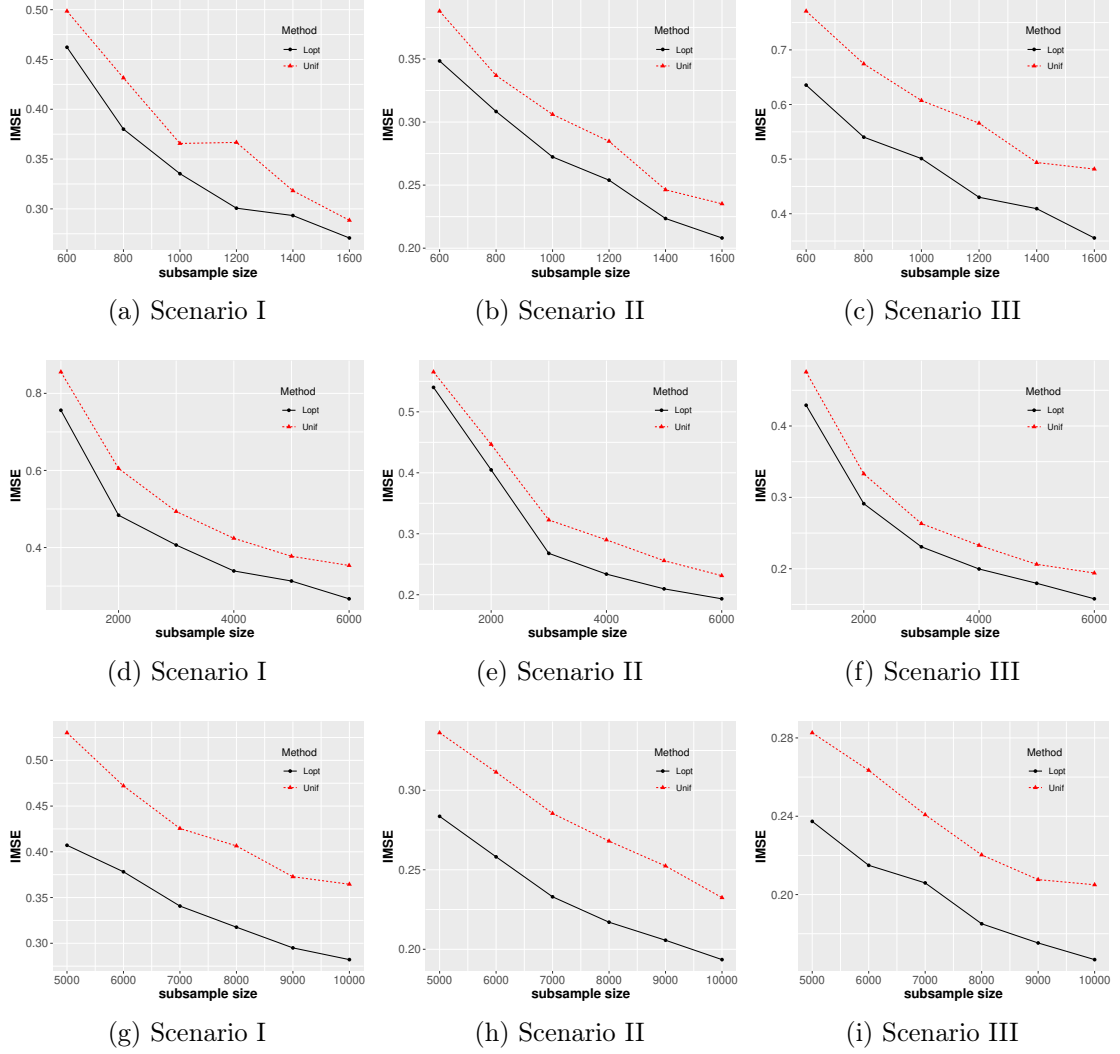 0.50
0.45
0.40
0.35
0.30
IMSE
Method
Lopt
Unif
600 800 1000 1200 1400 1600
subsample size
(a) Scenario I
0.35
0.30
0.25
0.20
IMSE
Method
Lopt
Unif
600 800 1000 1200 1400 1600
subsample size
(b) Scenario II
0.7
0.6
0.5
0.4
IMSE
Method
Lopt
Unif
600 800 1000 1200 1400 1600
subsample size
(c) Scenario III
0.8
0.6
0.4
IMSE
Method
Lopt
Unif
2000 4000 6000
subsample size
(d) Scenario I
0.5
0.4
0.3
0.2
IMSE
Method
Lopt
Unif
2000 4000 6000
subsample size
(e) Scenario II
0.4
0.3
0.2
IMSE
Method
Lopt
Unif
2000 4000 6000
subsample size
(f) Scenario III
0.50
0.45
0.40
0.35
0.30
IMSE
Method
Lopt
Unif
5000 6000 7000 8000 9000 10000
subsample size
(g) Scenario I
0.30
0.25
0.20
IMSE
Method
Lopt
Unif
5000 6000 7000 8000 9000 10000
subsample size
(h) Scenario II
0.28
0.24
0.20
IMSE
Method
Lopt
Unif
5000 6000 7000 8000 9000 10000
subsample size
(i) Scenario III